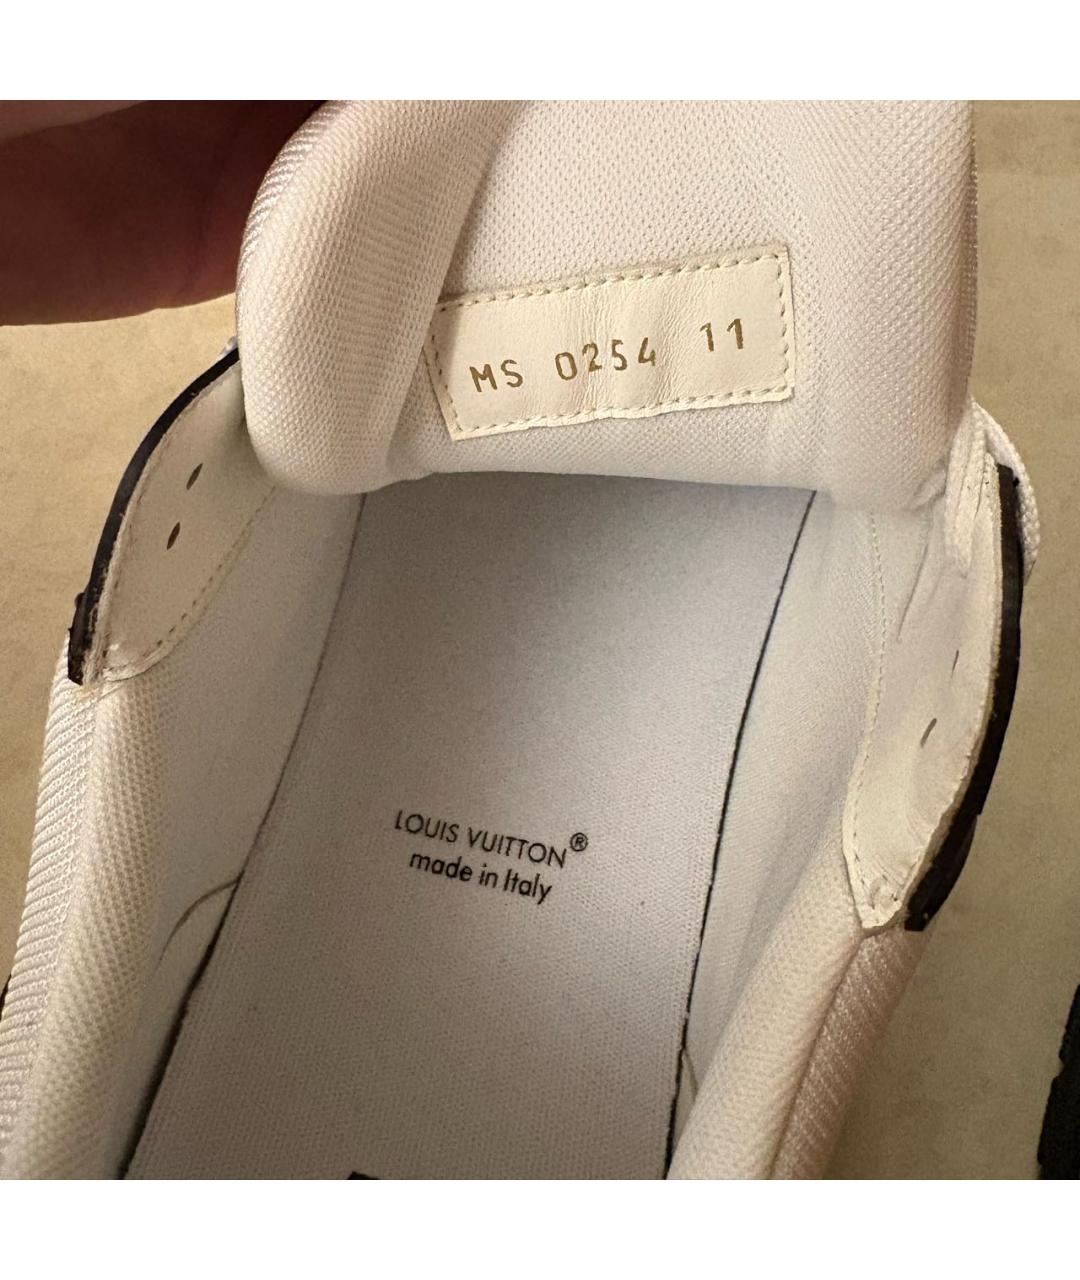 MS 0254 11
LOUIS VUITTON®
made in Italy